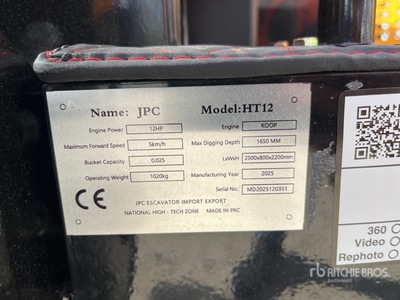 Name: JPC Model:HT12
Engine Power 12HP Engine KOOP
Maximum Forward Speed 5km/h Max Digging Depth 1650 MM
Bucket Capacity 0.025 LxWxH 2500x800x2200mm
Operating Weight 1020kg Manufacturing Year 2025
Serial No.: MD2025120351
CE
JPC ESCAVATOR IMPORT EXPORT
NATIONAL HIGH - TECH ZONE MADE IN PRC
360
Video
Rephoto
rb RITCHIE BROS.
Auctioneers